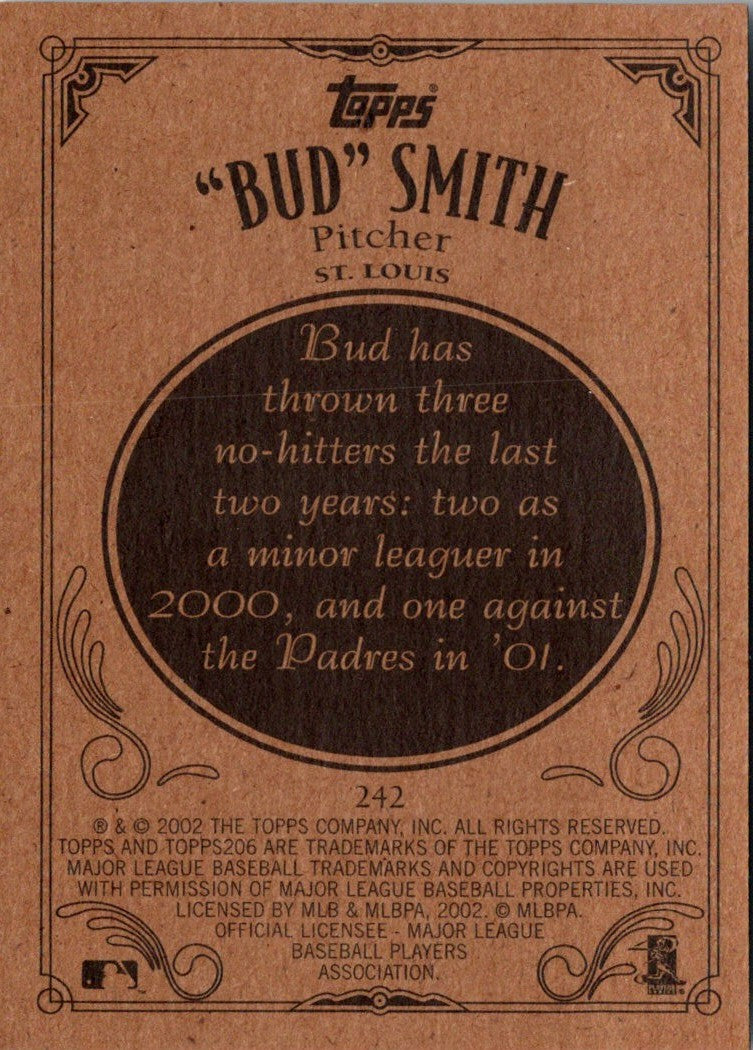 Topps®
“BUD” SMITH
Pitcher
ST. LOUIS
Bud has
thrown three
no-hitters the last
two years: two as
a minor leaguer in
2000, and one against
the Padres in ’01.
242
® & © 2002 THE TOPPS COMPANY, INC. ALL RIGHTS RESERVED.
TOPPS AND TOPPS206 ARE TRADEMARKS OF THE TOPPS COMPANY, INC.
MAJOR LEAGUE BASEBALL TRADEMARKS AND COPYRIGHTS ARE USED
WITH PERMISSION OF MAJOR LEAGUE BASEBALL PROPERTIES, INC.
LICENSED BY MLB & MLBPA, 2002. © MLBPA.
OFFICIAL LICENSEE - MAJOR LEAGUE
BASEBALL PLAYERS
ASSOCIATION.